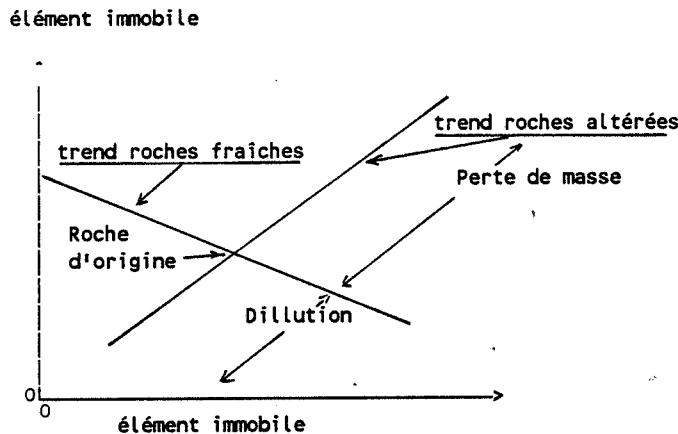 élément immobile
trend roches altérées
trend roches fraîches
Perte de masse
Roche
d'origine
Dillution
0
0
élément immobile